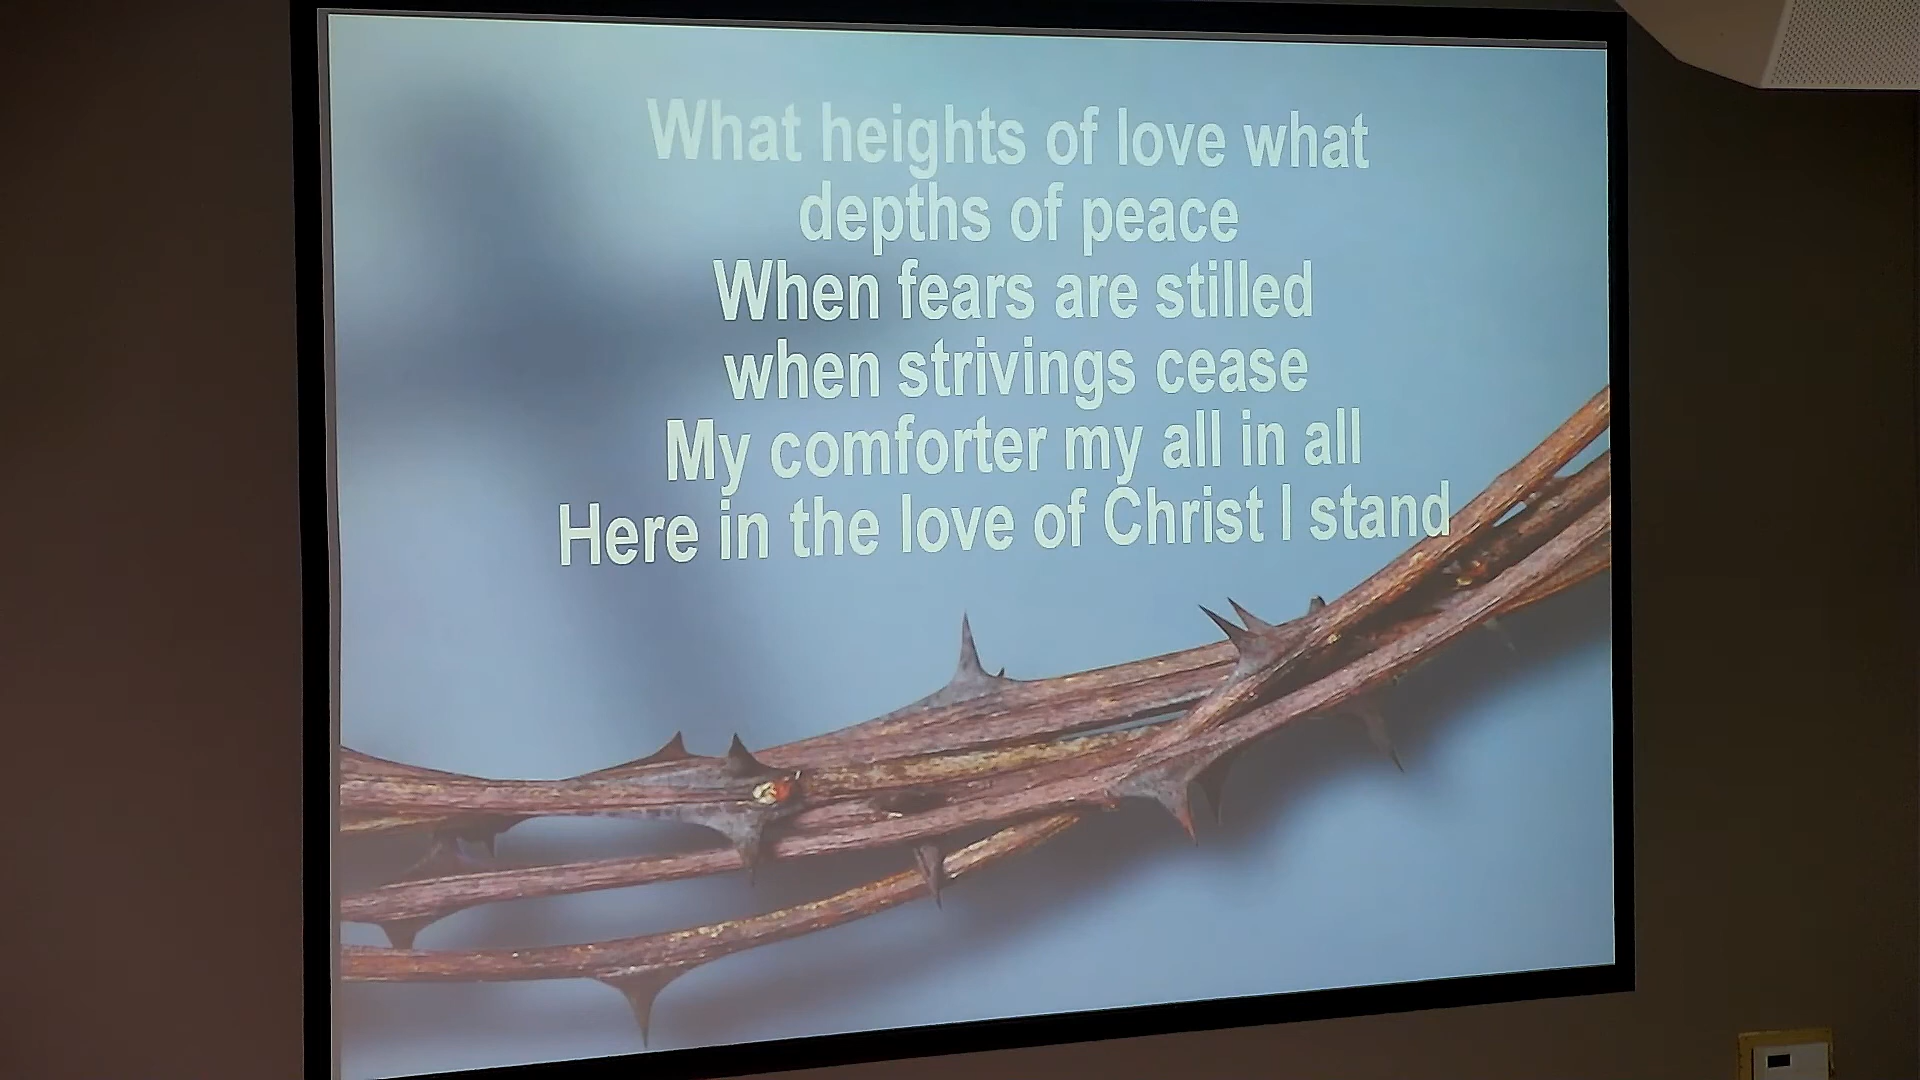 What heights of love what
depths of peace
When fears are stilled
when strivings cease
My comforter my all in all
Here in the love of Christ I stand